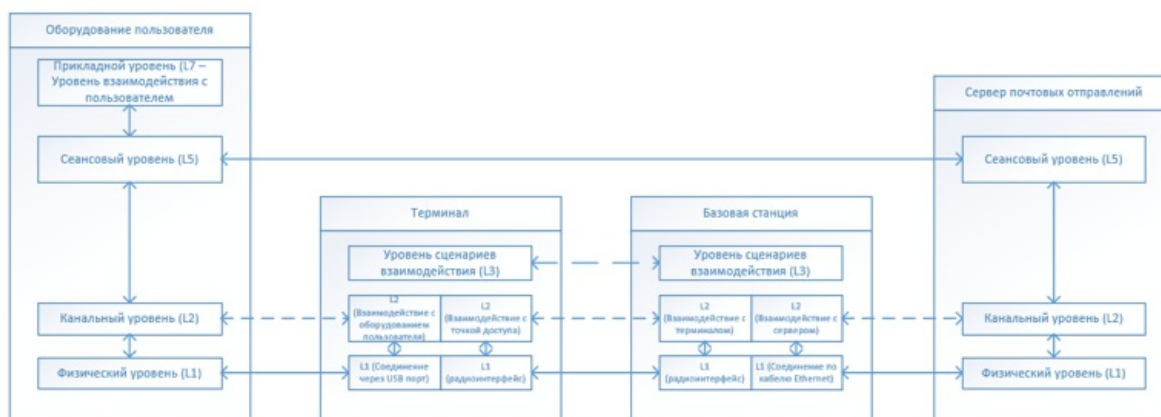 Оборудование пользователя
Прикладной уровень (L7 –
Уровень взаимодействия с
пользователем
Сеансовый уровень (L5)
Канальный уровень (L2)
Физический уровень (L1)
Терминал
Уровень сценариев
взаимодействия (L3)
L2
(Взаимодействие с
оборудованием
пользователя)
L2
(Взаимодействие с
точкой доступа)
L1 (Соединение
через USB порт)
L1
(радиоинтерфейс)
Базовая станция
Уровень сценариев
взаимодействия (L3)
L2
(Взаимодействие с
терминалом)
L2
(Взаимодействие с
сервером)
L1
(радиоинтерфейс)
L1 (Соединение по
кабелю Ethernet)
Сервер почтовых отправлений
Сеансовый уровень (L5)
Канальный уровень (L2)
Физический уровень (L1)